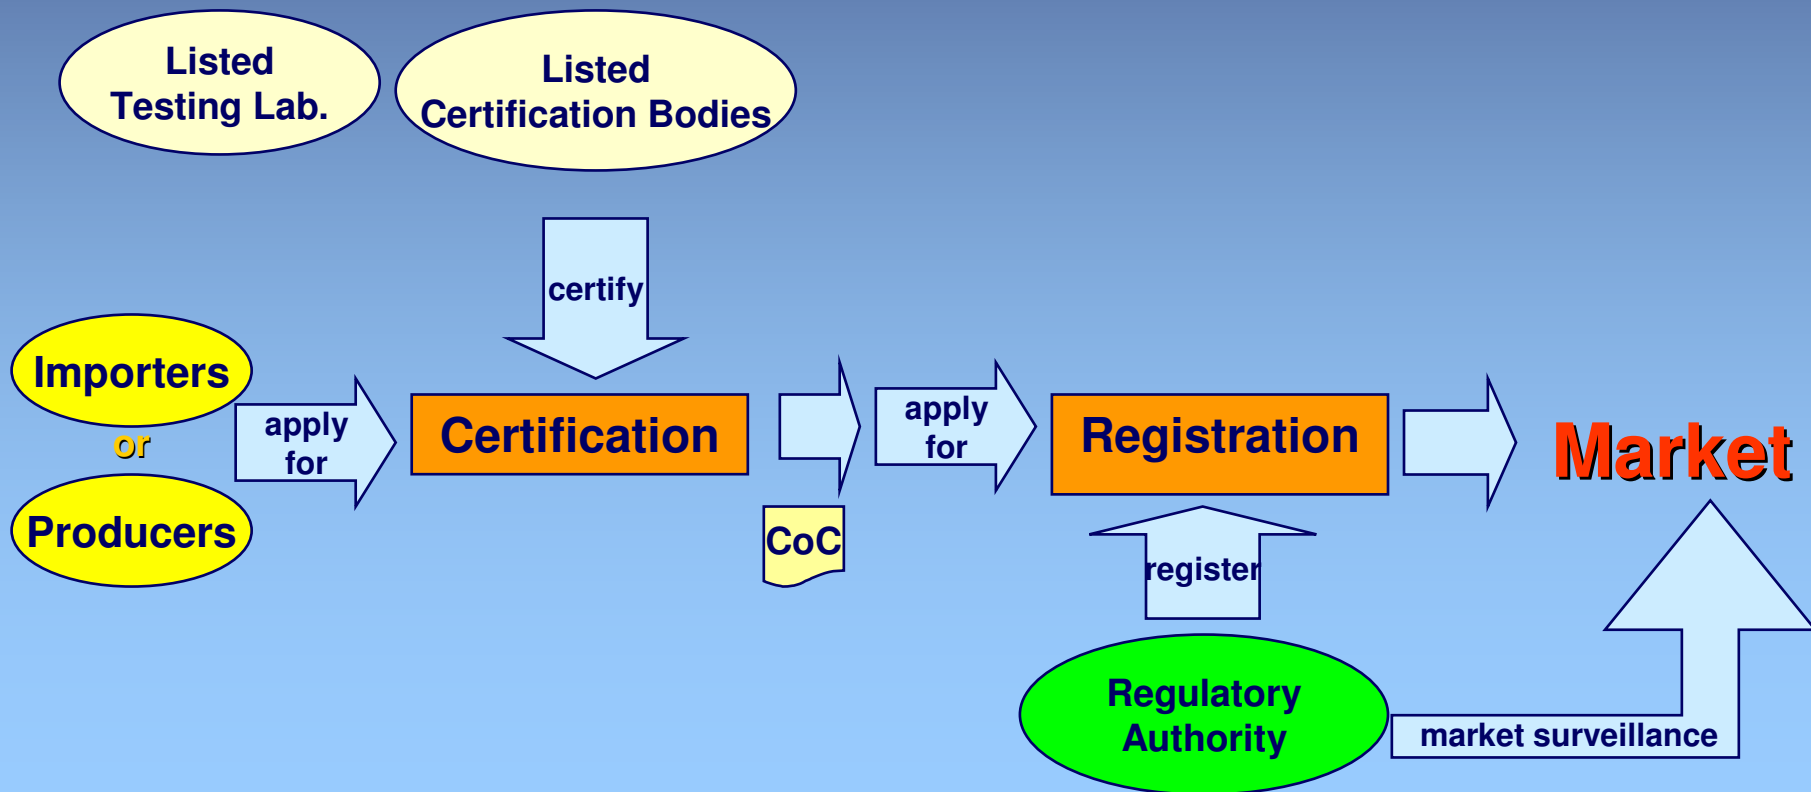 Listed
Testing Lab.
Listed
Certification Bodies
certify
Importers
or
Producers
apply
for
Certification
CoC
apply
for
Registration
Market
register
Regulatory
Authority
market surveillance